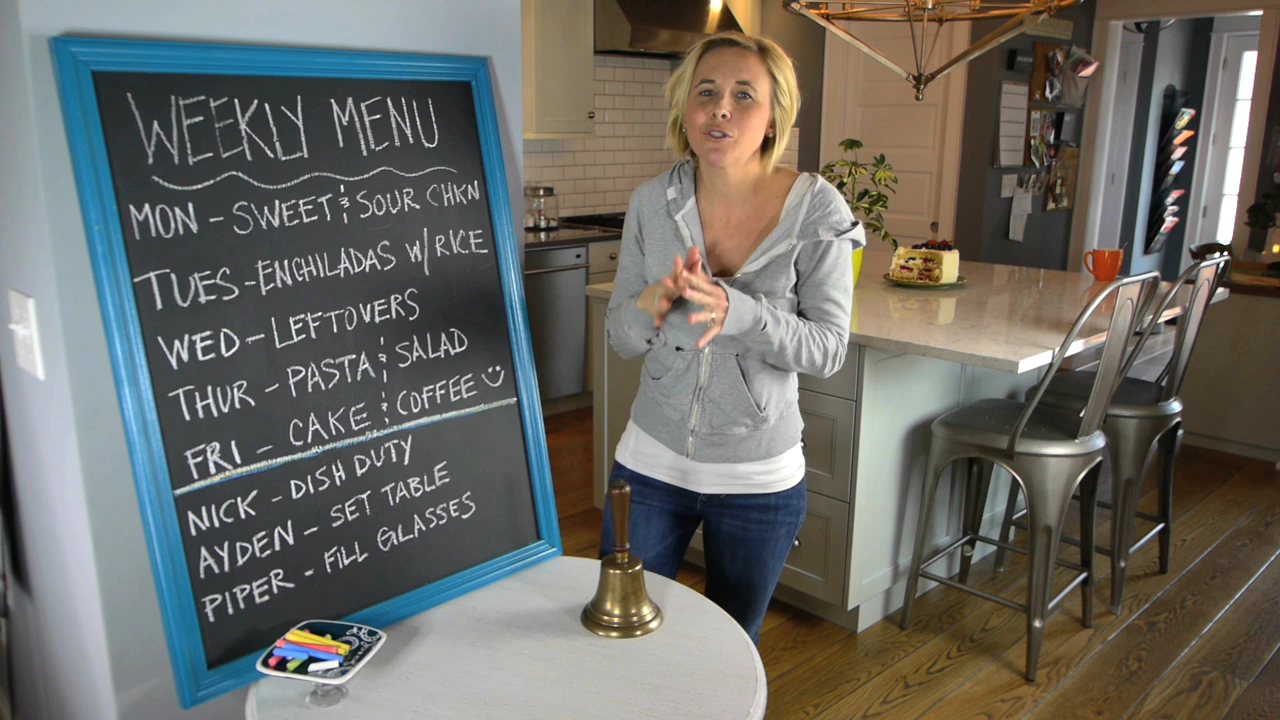 WEEKLY MENU
MON - SWEET & SOUR CHKN
TUES - ENCHILADAS W/ RICE
WED - LEFTOVERS
THUR - PASTA & SALAD
FRI - CAKE & COFFEE
NICK - DISH DUTY
AYDEN - SET TABLE
PIPER - FILL GLASSES